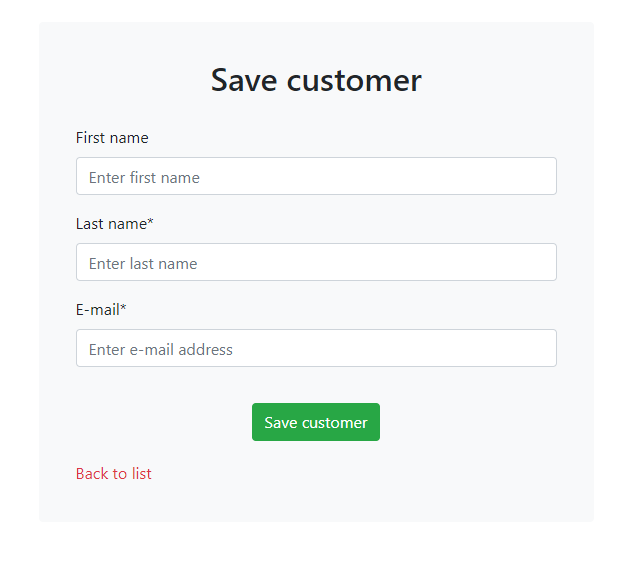 Save customer
First name
Enter first name
Last name*
Enter last name
E-mail*
Enter e-mail address
Save customer
Back to list